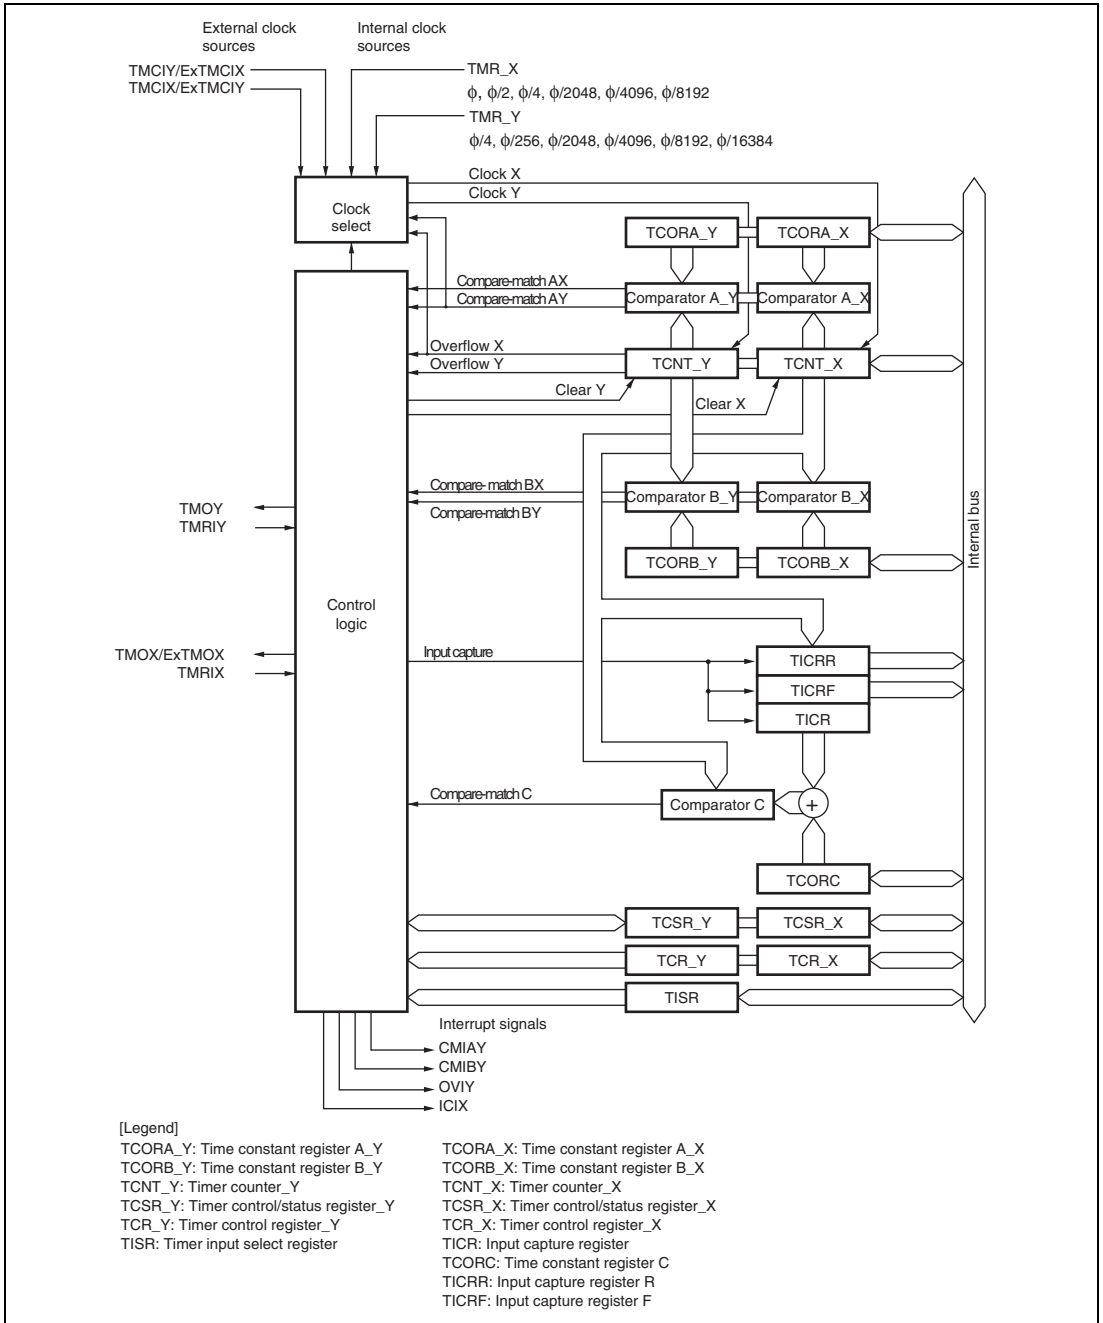 External clock
sources
Internal clock
sources
TMCIY/ExTMCIX
TMCIX/ExTMCIY
TMR_X
ϕ, ϕ/2, ϕ/4, ϕ/2048, ϕ/4096, ϕ/8192
TMR_Y
ϕ/4, ϕ/256, ϕ/2048, ϕ/4096, ϕ/8192, ϕ/16384
Clock X
Clock Y
Clock
select
TCORA_Y
TCORA_X
Compare-match AX
Compare-match AY
Comparator A_Y
Comparator A_X
Overflow X
Overflow Y
TCNT_Y
TCNT_X
Clear Y
Clear X
Compare- match BX
Compare-match BY
Comparator B_Y
Comparator B_X
TMOY
TMRIY
TCORB_Y
TCORB_X
Internal bus
Control
logic
TMOX/ExTMOX
TMRIX
Input capture
TICRR
TICRF
TICR
Compare-match C
Comparator C
+
TCORC
TCSR_Y
TCSR_X
TCR_Y
TCR_X
TISR
Interrupt signals
CMIAY
CMIBY
OVIY
ICIX
[Legend]
TCORA_Y: Time constant register A_Y
TCORB_Y: Time constant register B_Y
TCNT_Y: Timer counter_Y
TCSR_Y: Timer control/status register_Y
TCR_Y: Timer control register_Y
TISR: Timer input select register
TCORA_X: Time constant register A_X
TCORB_X: Time constant register B_X
TCNT_X: Timer counter_X
TCSR_X: Timer control/status register_X
TCR_X: Timer control register_X
TICR: Input capture register
TCORC: Time constant register C
TICRR: Input capture register R
TICRF: Input capture register F